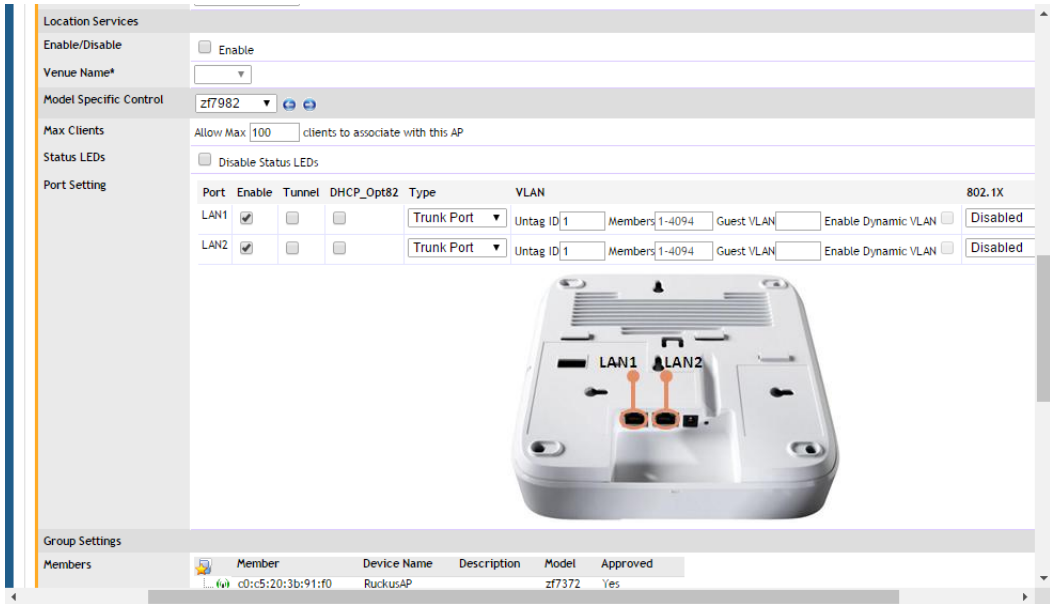 Location Services
Enable/Disable Enable
Venue Name*
Model Specific Control zf7982
Max Clients Allow Max 100 clients to associate with this AP
Status LEDs Disable Status LEDs
Port Setting
Port Enable Tunnel DHCP_Opt82 Type VLAN 802.1X
LAN1 Trunk Port Untag ID 1 Members 1-4094 Guest VLAN Enable Dynamic VLAN Disabled
LAN2 Trunk Port Untag ID 1 Members 1-4094 Guest VLAN Enable Dynamic VLAN Disabled
LAN1 LAN2
Group Settings
Members Member Device Name Description Model Approved
c0:c5:20:3b:91:f0 RuckusAP zf7372 Yes